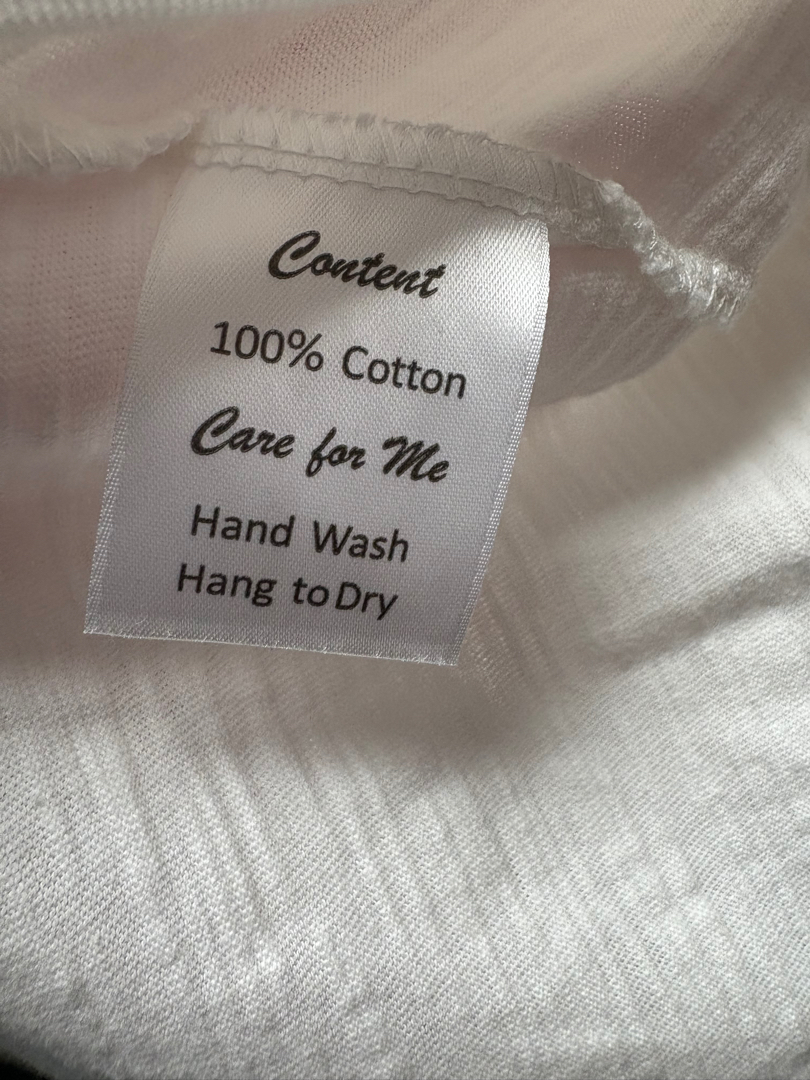 Content
100% Cotton
Care for Me
Hand Wash
Hang to Dry